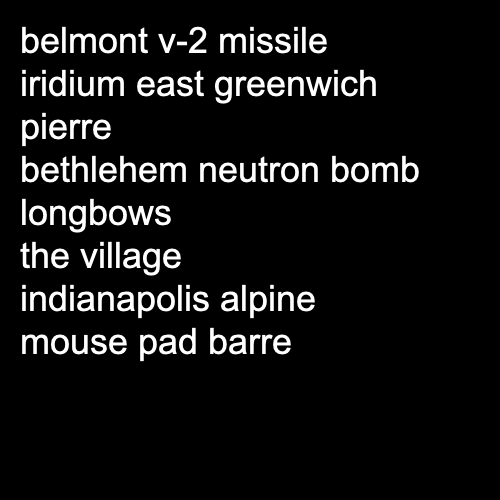 belmont v-2 missile
iridium east greenwich
pierre
bethlehem neutron bomb
longbows
the village
indianapolis alpine
mouse pad barre